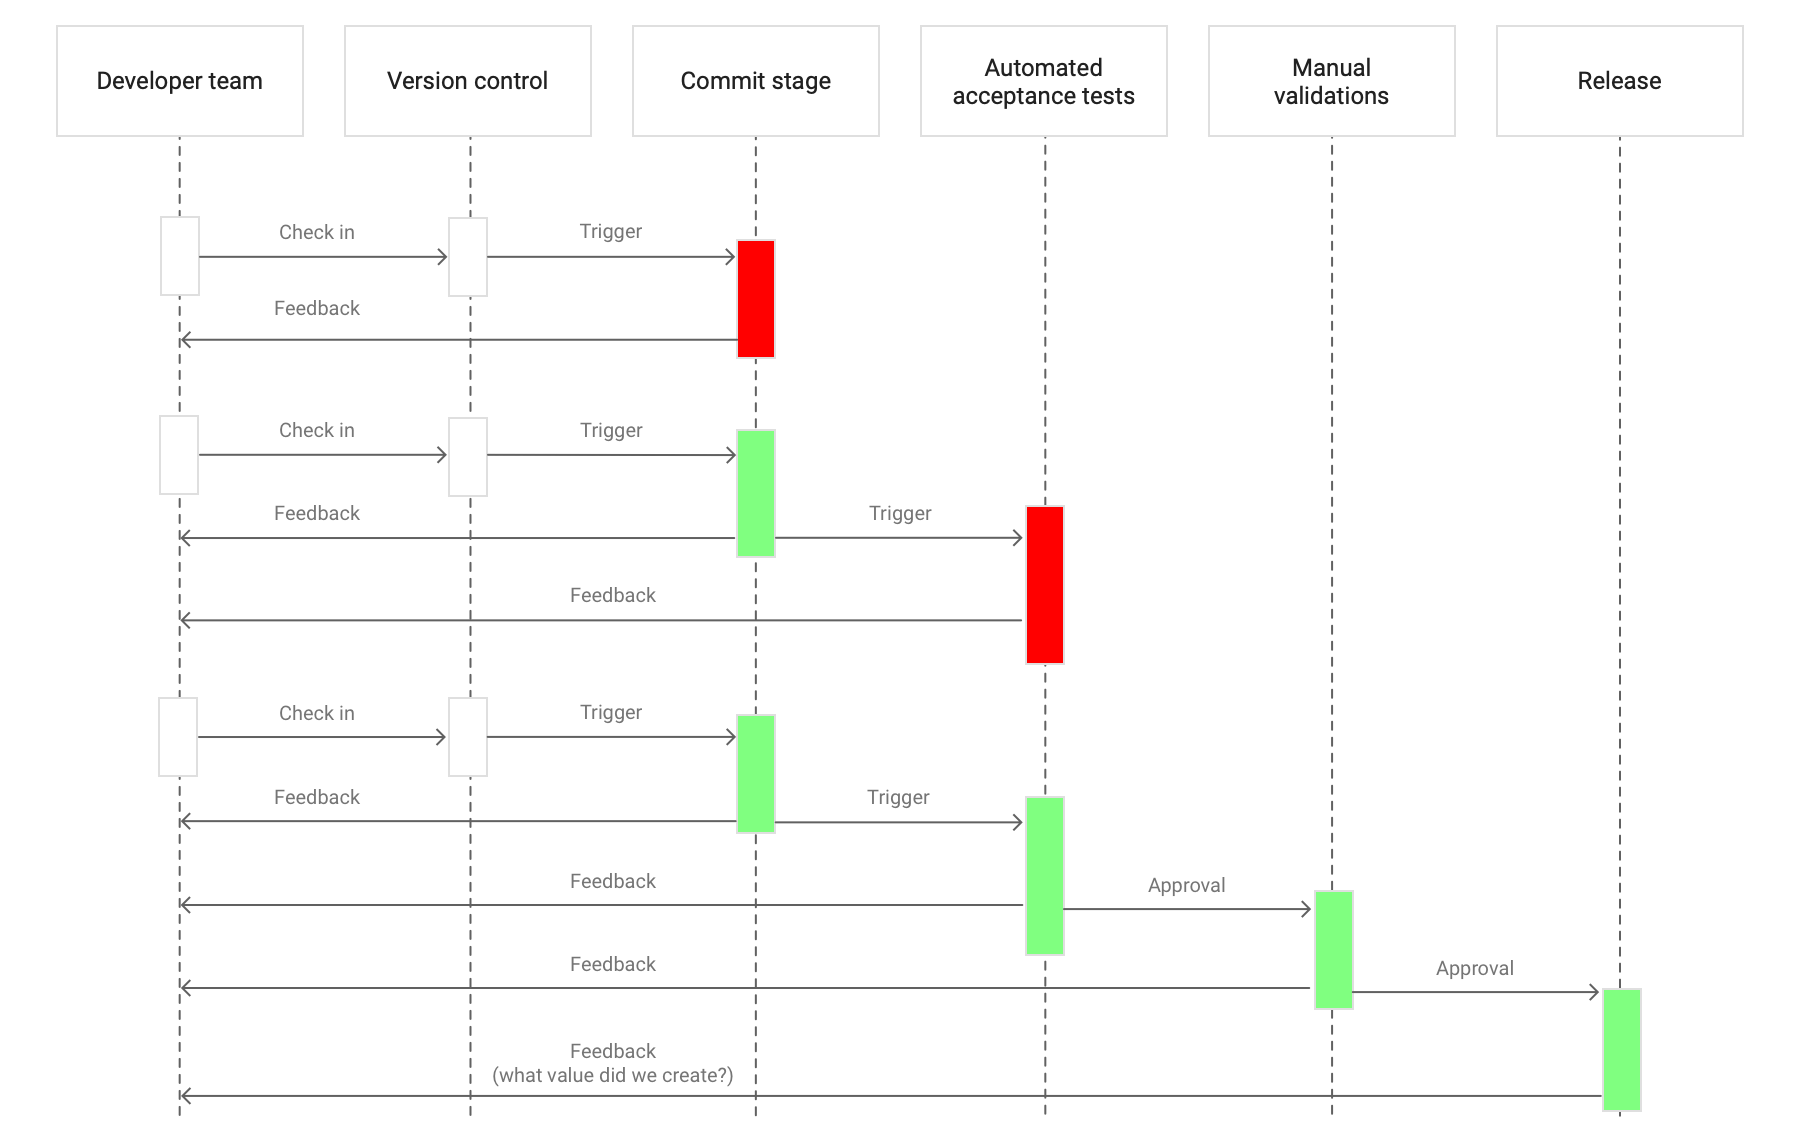 Developer team
Version control
Commit stage
Automated
acceptance tests
Manual
validations
Release
Check in
Trigger
Feedback
Check in
Trigger
Feedback
Trigger
Feedback
Check in
Trigger
Feedback
Trigger
Feedback
Approval
Feedback
Approval
Feedback
(what value did we create?)